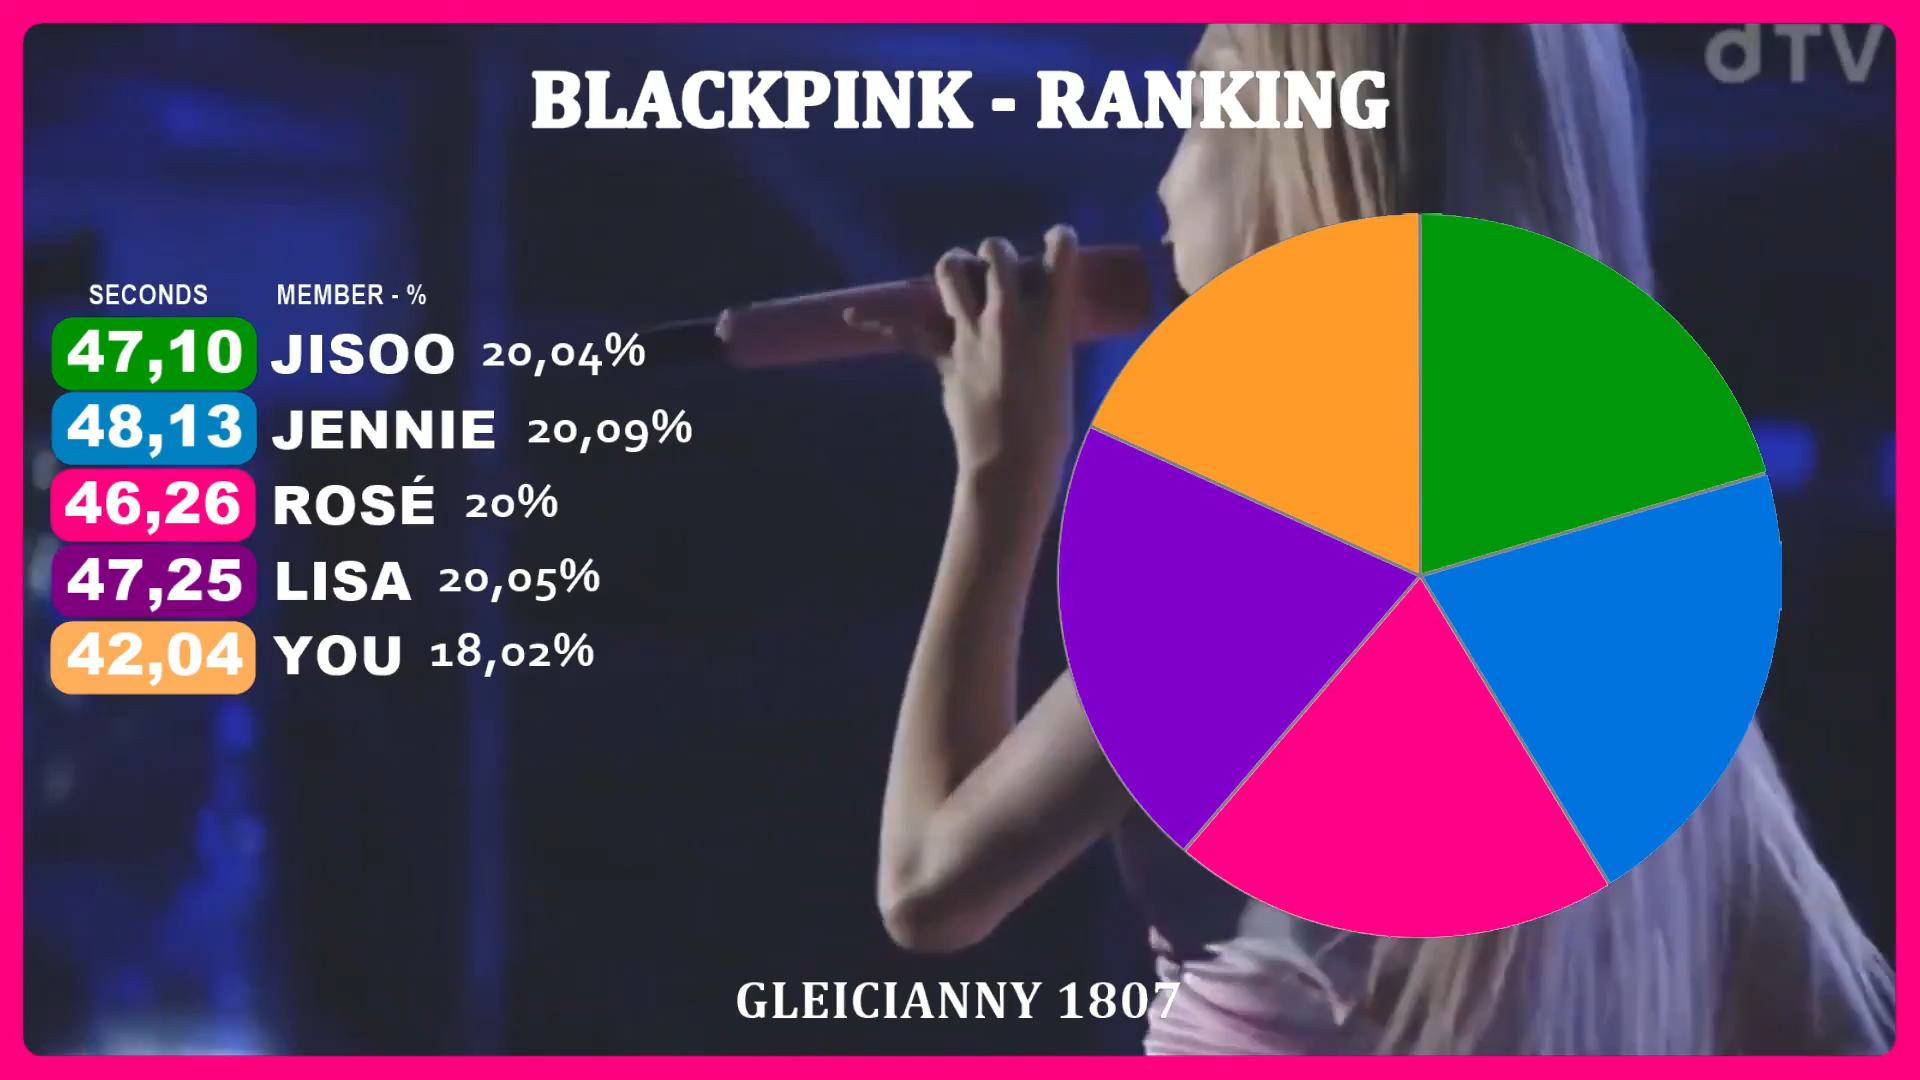 dTV
BLACKPINK - RANKING
SECONDS MEMBER - %
47,10 JISOO 20,04%
48,13 JENNIE 20,09%
46,26 ROSÉ 20%
47,25 LISA 20,05%
42,04 YOU 18,02%
GLEICIANNY 1807